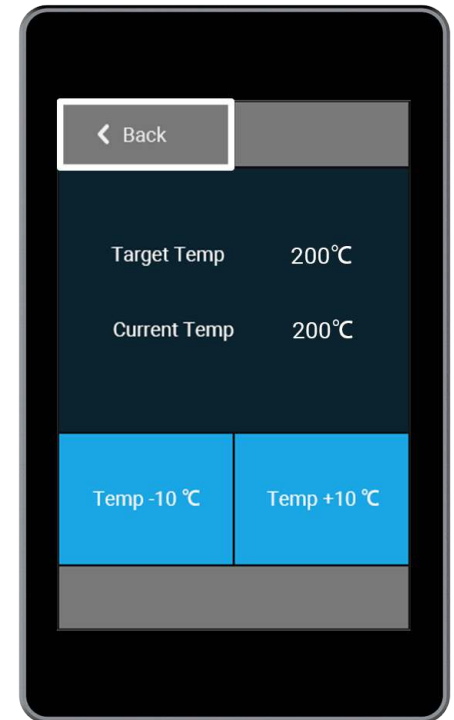 Back
Target Temp 200℃
Current Temp 200℃
Temp -10 ℃ Temp +10 ℃